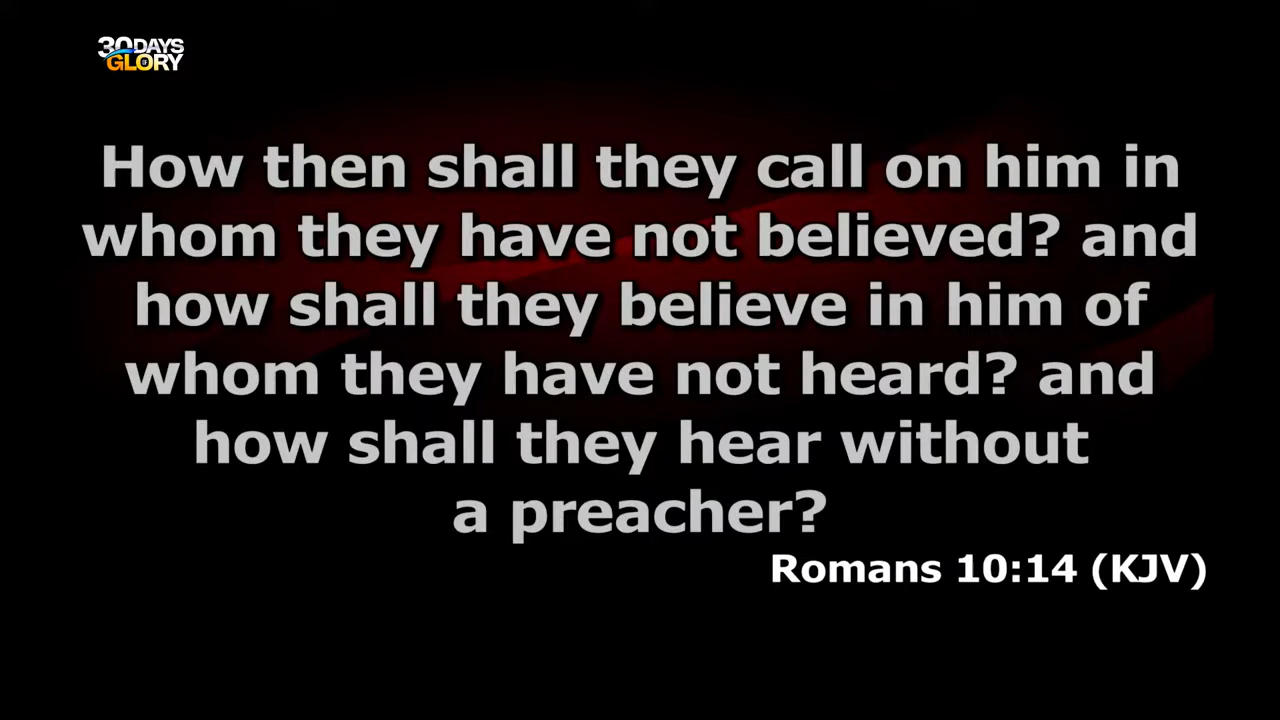 30DAYS
OF
GLORY
How then shall they call on him in
whom they have not believed? and
how shall they believe in him of
whom they have not heard? and
how shall they hear without
a preacher?
Romans 10:14 (KJV)